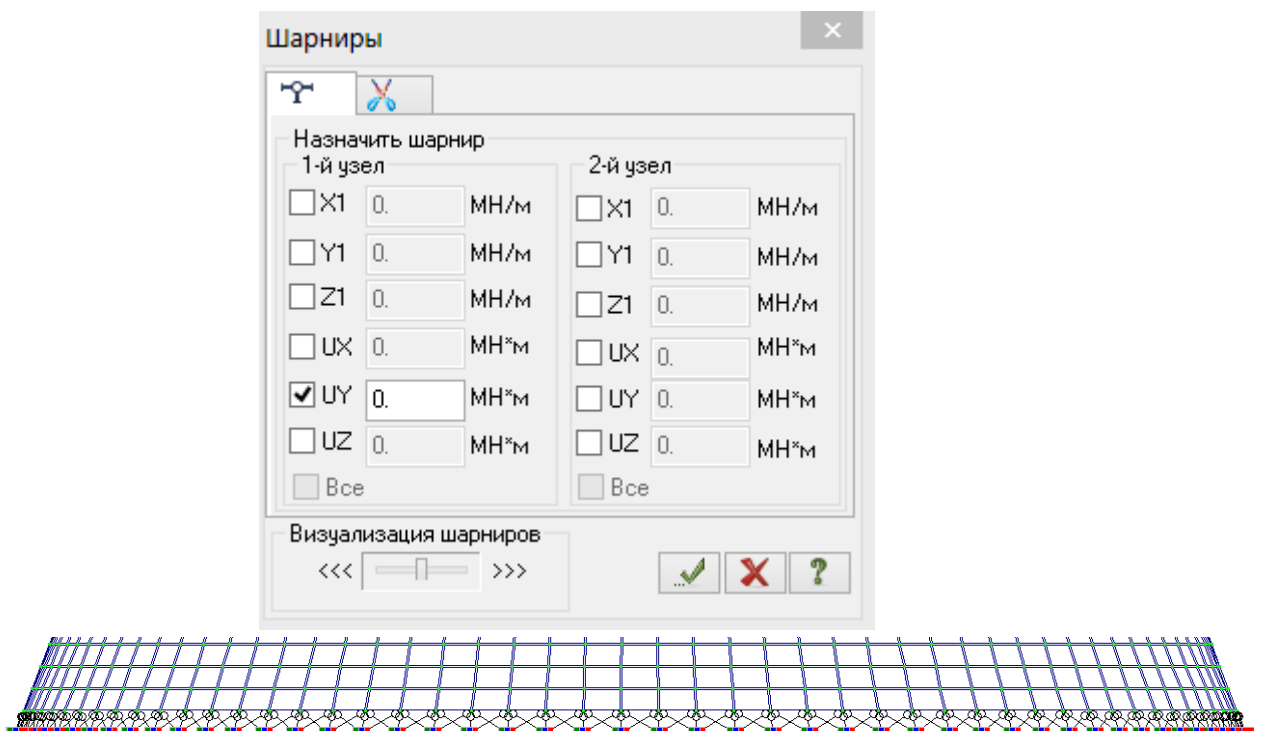 Шарниры
Назначить шарнир
1-й узел
2-й узел
X1 0. МН/м
X1 0. МН/м
Y1 0. МН/м
Y1 0. МН/м
Z1 0. МН/м
Z1 0. МН/м
UX 0. МН*м
UX 0. МН*м
UY 0. МН*м
UY 0. МН*м
UZ 0. МН*м
UZ 0. МН*м
Все
Все
Визуализация шарниров
<<< >>>